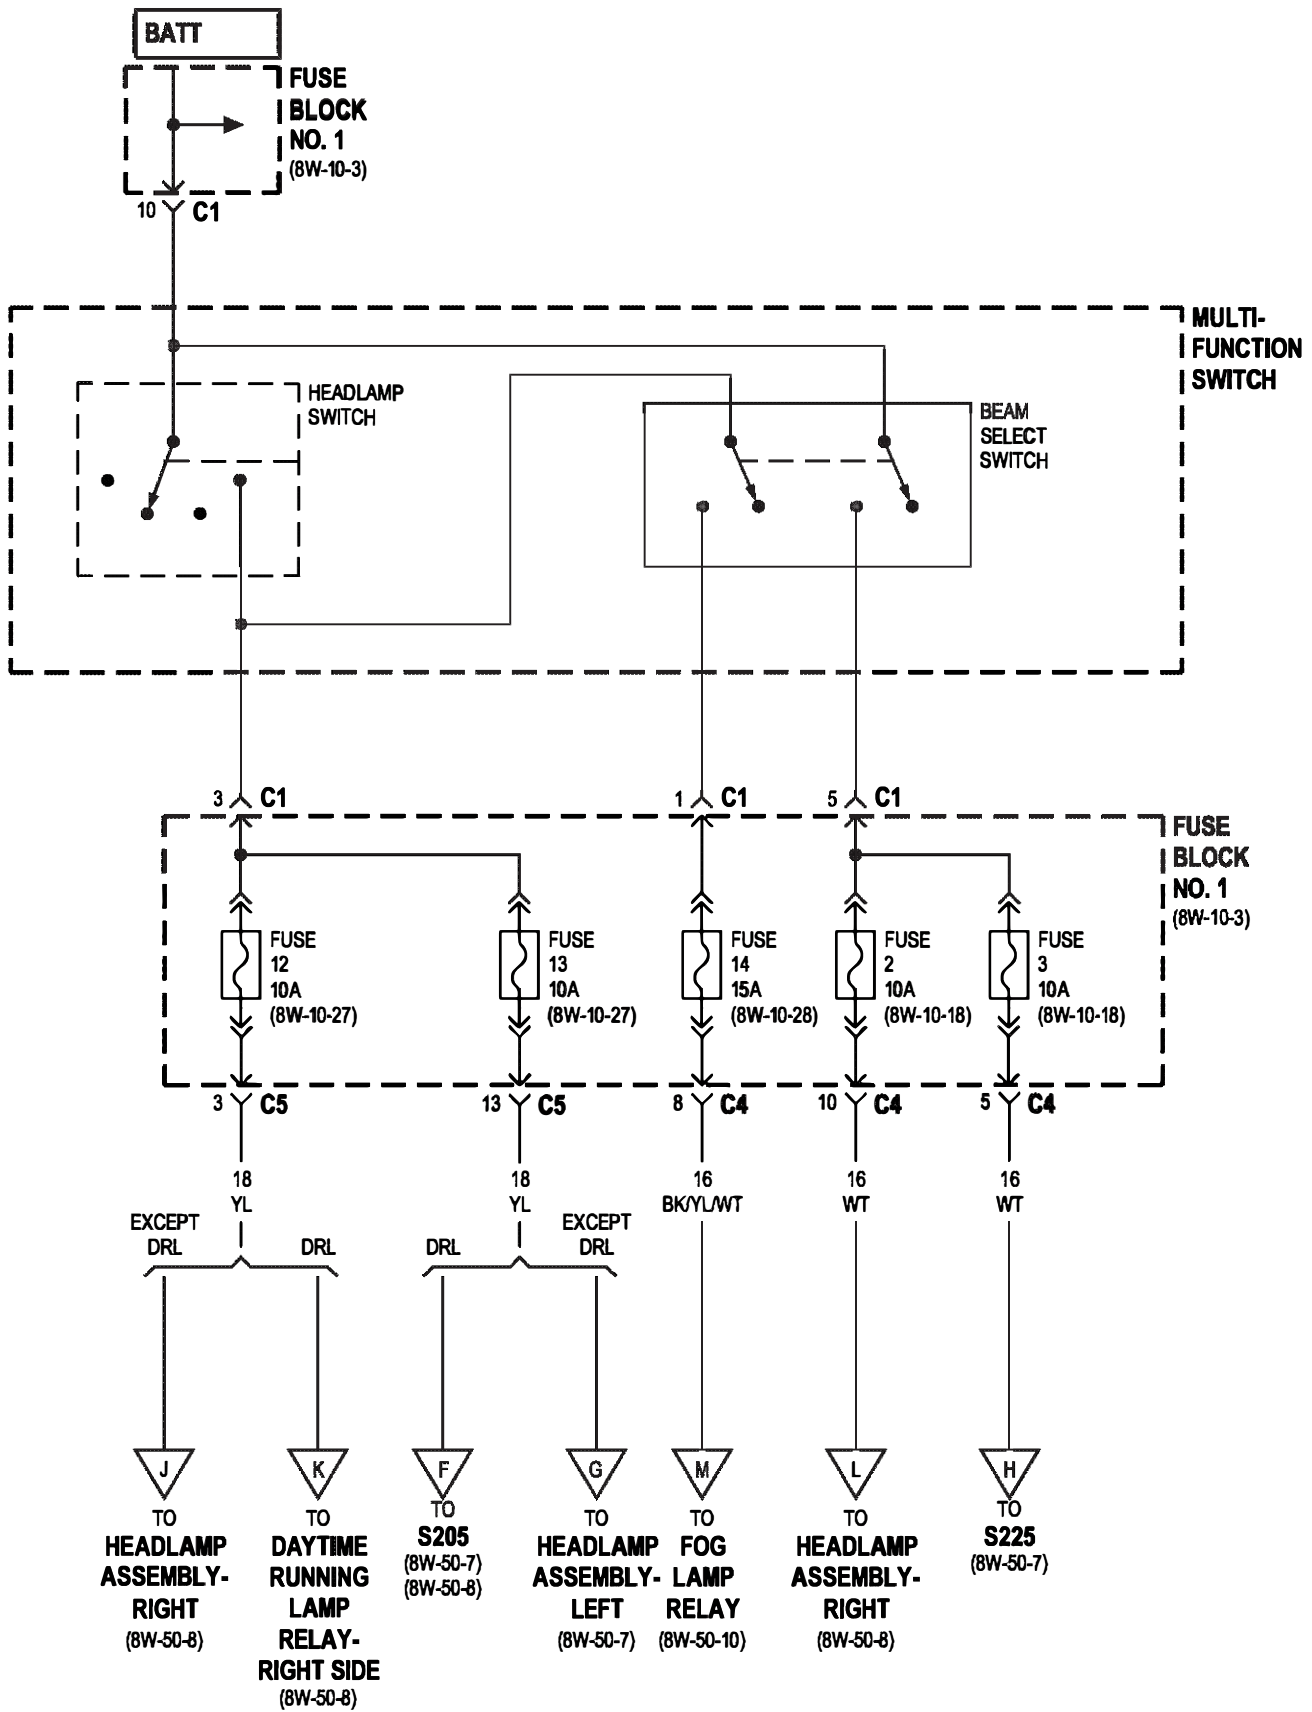 BATT
FUSE
BLOCK
NO. 1
(8W-10-3)
10 C1
MULTI-
FUNCTION
SWITCH
HEADLAMP
SWITCH
BEAM
SELECT
SWITCH
3 C1
1 C1
5 C1
FUSE
BLOCK
NO. 1
(8W-10-3)
FUSE
12
10A
(8W-10-27)
FUSE
13
10A
(8W-10-27)
FUSE
14
15A
(8W-10-28)
FUSE
2
10A
(8W-10-18)
FUSE
3
10A
(8W-10-18)
3 C5
13 C5
8 C4
10 C4
5 C4
18
YL
18
YL
16
BK/YL/WT
16
WT
16
WT
EXCEPT
DRL
DRL
DRL
EXCEPT
DRL
J
TO
HEADLAMP
ASSEMBLY-
RIGHT
(8W-50-8)
K
TO
DAYTIME
RUNNING
LAMP
RELAY-
RIGHT SIDE
(8W-50-8)
F
TO
S205
(8W-50-7)
(8W-50-8)
G
TO
HEADLAMP
ASSEMBLY-
LEFT
(8W-50-7)
M
TO
FOG
LAMP
RELAY
(8W-50-10)
L
TO
HEADLAMP
ASSEMBLY-
RIGHT
(8W-50-8)
H
TO
S225
(8W-50-7)